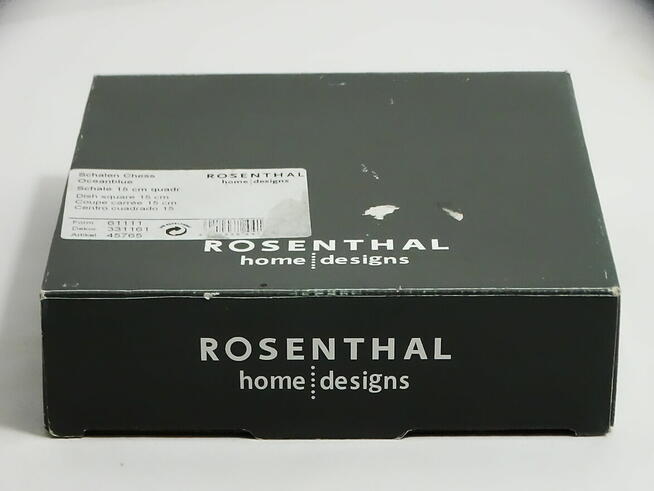 Schalen Chess
Oceanblue
Schale 15 cm quadr
Dish square 15 cm
Coupe carrée 15 cm
Centro cuadrado 15
Form 61111
Dekor 331161
Artikel 45765
ROSENTHAL
home designs
ROSENTHAL
home designs
ROSENTHAL
home designs